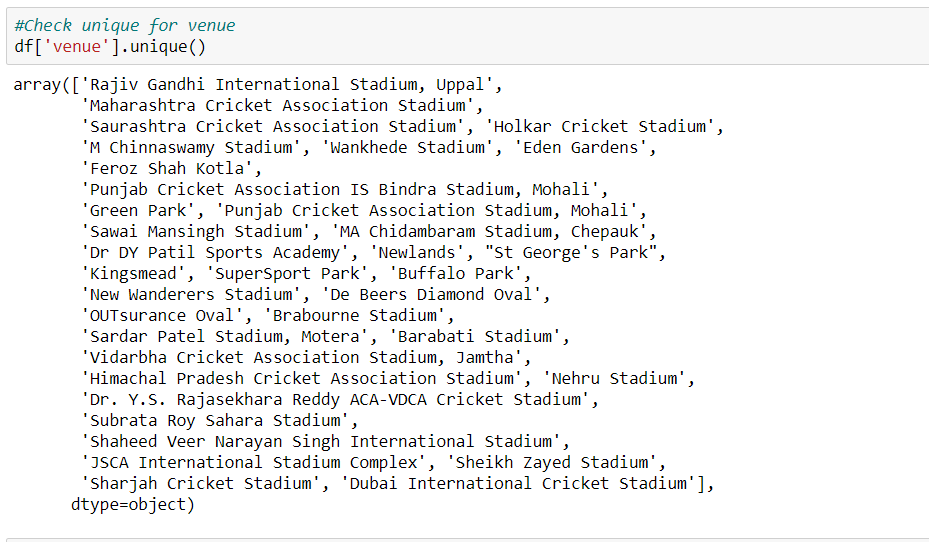 #Check unique for venue
df['venue'].unique()
array(['Rajiv Gandhi International Stadium, Uppal',
'Maharashtra Cricket Association Stadium',
'Saurashtra Cricket Association Stadium', 'Holkar Cricket Stadium',
'M Chinnaswamy Stadium', 'Wankhede Stadium', 'Eden Gardens',
'Feroz Shah Kotla',
'Punjab Cricket Association IS Bindra Stadium, Mohali',
'Green Park', 'Punjab Cricket Association Stadium, Mohali',
'Sawai Mansingh Stadium', 'MA Chidambaram Stadium, Chepauk',
'Dr DY Patil Sports Academy', 'Newlands', "St George's Park",
'Kingsmead', 'SuperSport Park', 'Buffalo Park',
'New Wanderers Stadium', 'De Beers Diamond Oval',
'OUTsurance Oval', 'Brabourne Stadium',
'Sardar Patel Stadium, Motera', 'Barabati Stadium',
'Vidarbha Cricket Association Stadium, Jamtha',
'Himachal Pradesh Cricket Association Stadium', 'Nehru Stadium',
'Dr. Y.S. Rajasekhara Reddy ACA-VDCA Cricket Stadium',
'Subrata Roy Sahara Stadium',
'Shaheed Veer Narayan Singh International Stadium',
'JSCA International Stadium Complex', 'Sheikh Zayed Stadium',
'Sharjah Cricket Stadium', 'Dubai International Cricket Stadium'],
dtype=object)